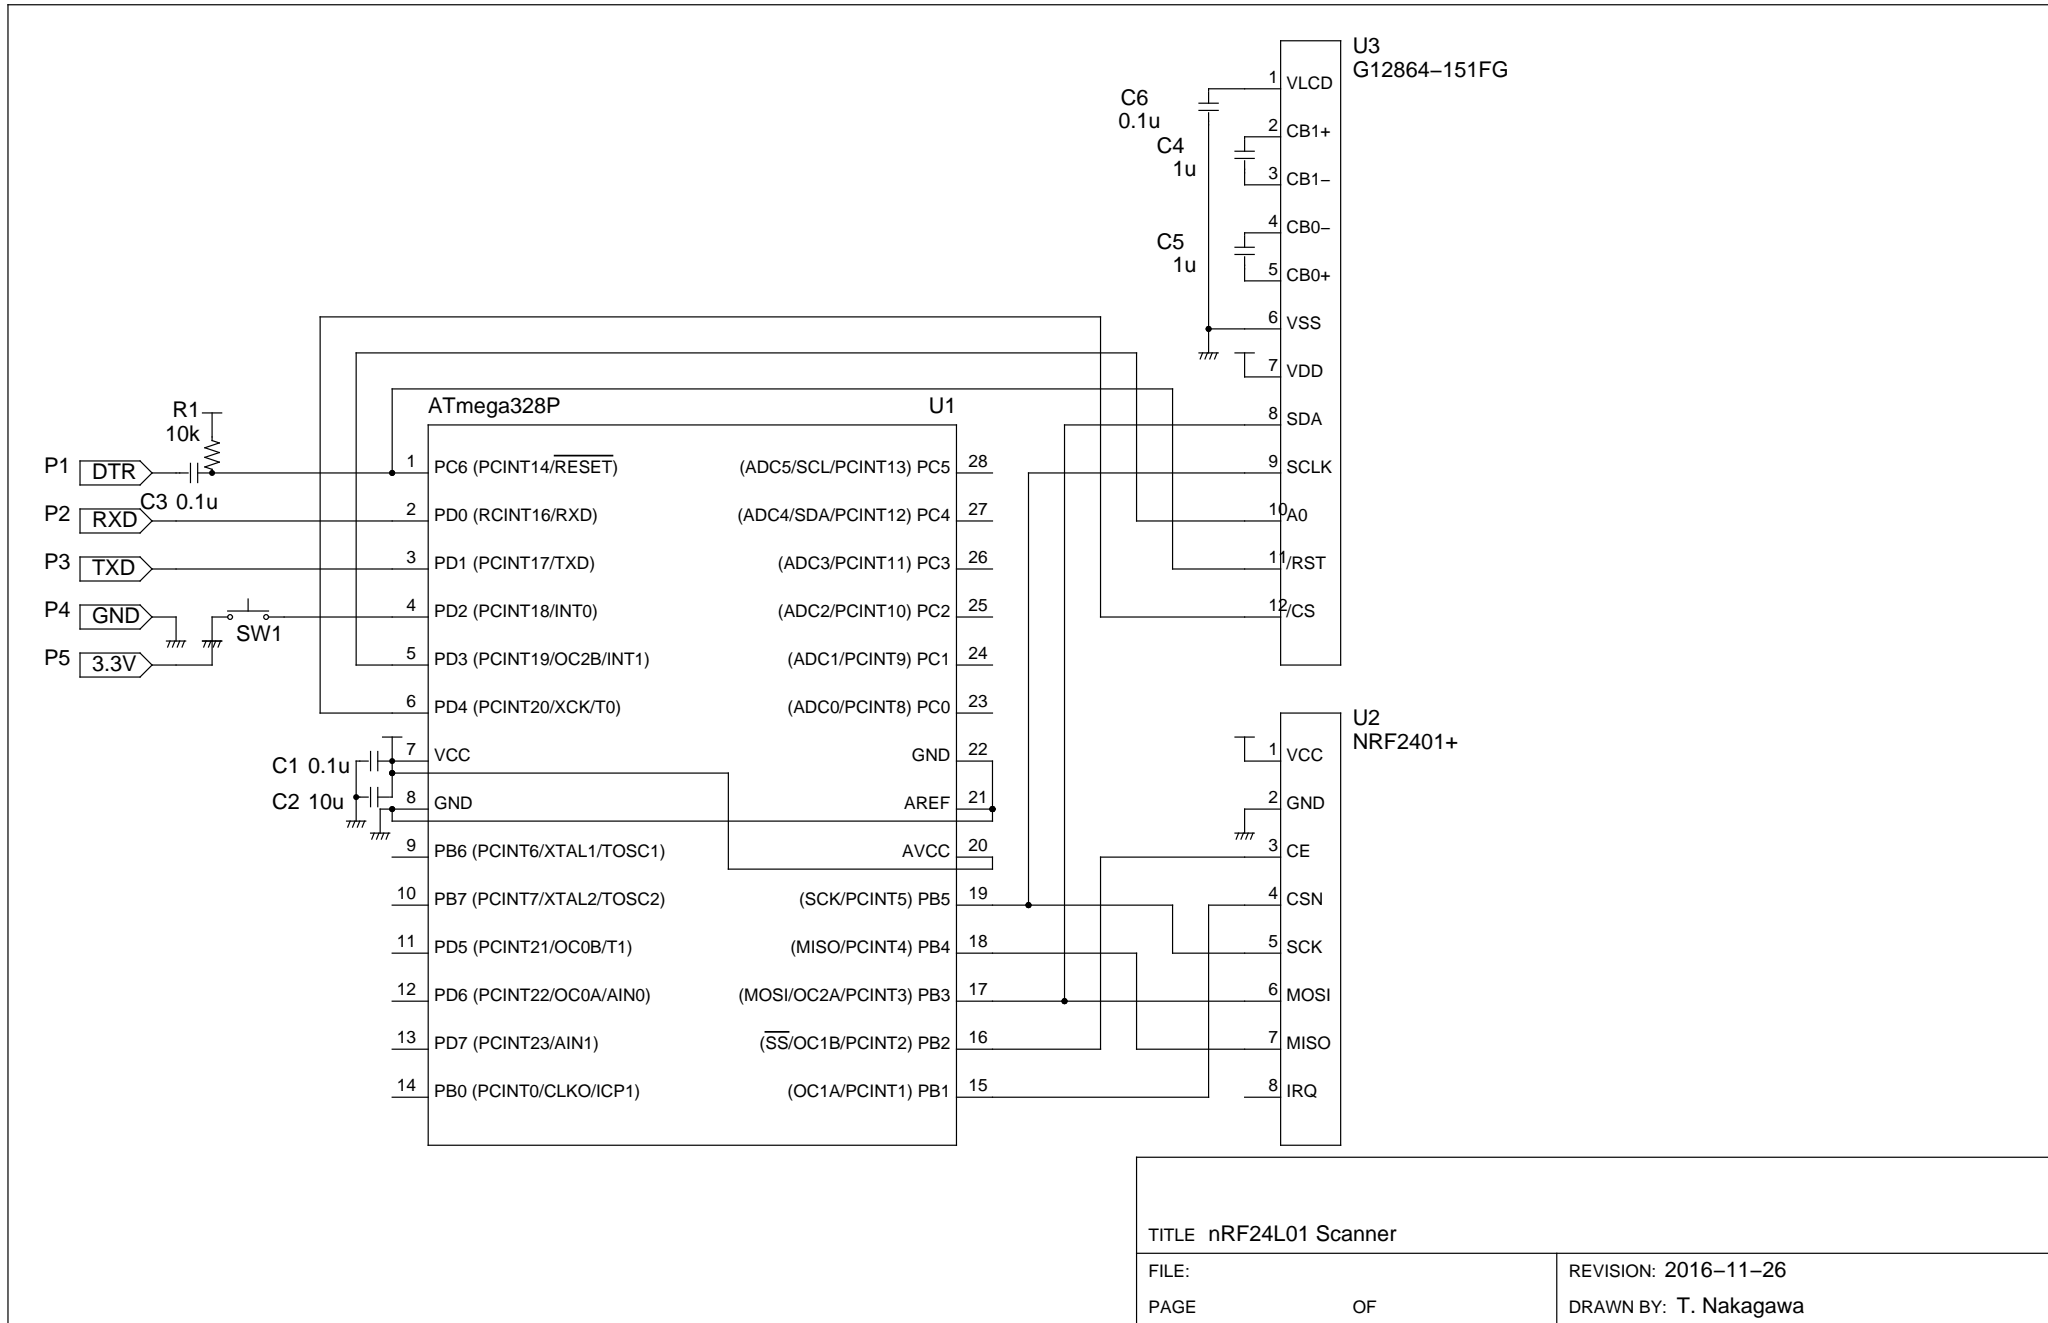 U3
G12864–151FG
1 VLCD
2 CB1+
3 CB1–
4 CB0–
5 CB0+
6 VSS
7 VDD
8 SDA
9 SCLK
10 A0
11 /RST
12 /CS
C6
0.1u
C4
1u
C5
1u
R1
10k
P1 DTR
C3 0.1u
P2 RXD
P3 TXD
P4 GND
SW1
P5 3.3V
C1 0.1u
C2 10u
ATmega328P U1
1 PC6 (PCINT14/RESET) (ADC5/SCL/PCINT13) PC5 28
2 PD0 (RCINT16/RXD) (ADC4/SDA/PCINT12) PC4 27
3 PD1 (PCINT17/TXD) (ADC3/PCINT11) PC3 26
4 PD2 (PCINT18/INT0) (ADC2/PCINT10) PC2 25
5 PD3 (PCINT19/OC2B/INT1) (ADC1/PCINT9) PC1 24
6 PD4 (PCINT20/XCK/T0) (ADC0/PCINT8) PC0 23
7 VCC GND 22
8 GND AREF 21
9 PB6 (PCINT6/XTAL1/TOSC1) AVCC 20
10 PB7 (PCINT7/XTAL2/TOSC2) (SCK/PCINT5) PB5 19
11 PD5 (PCINT21/OC0B/T1) (MISO/PCINT4) PB4 18
12 PD6 (PCINT22/OC0A/AIN0) (MOSI/OC2A/PCINT3) PB3 17
13 PD7 (PCINT23/AIN1) (SS/OC1B/PCINT2) PB2 16
14 PB0 (PCINT0/CLKO/ICP1) (OC1A/PCINT1) PB1 15
U2
NRF2401+
1 VCC
2 GND
3 CE
4 CSN
5 SCK
6 MOSI
7 MISO
8 IRQ
TITLE nRF24L01 Scanner
FILE: REVISION: 2016–11–26
PAGE OF DRAWN BY: T. Nakagawa